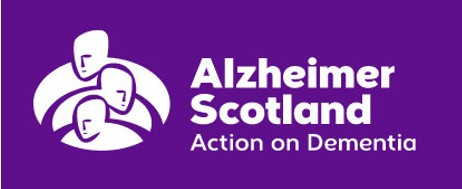 Alzheimer
Scotland
Action on Dementia